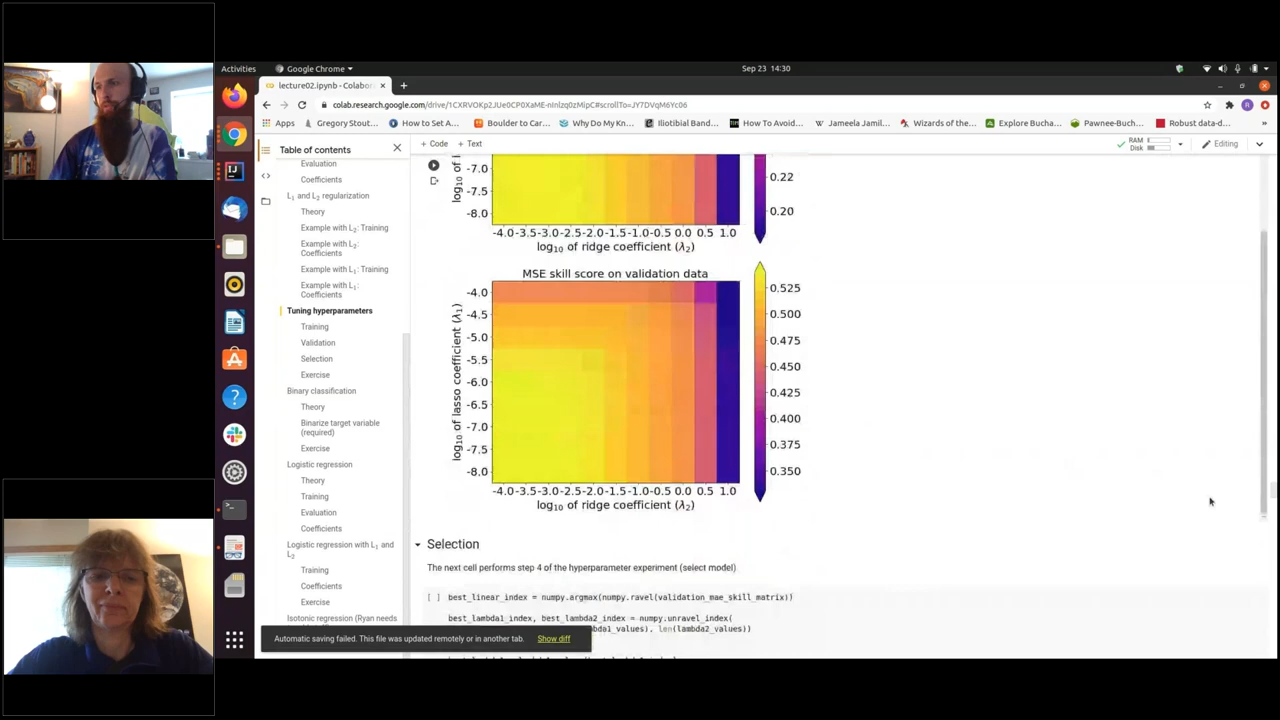 Activities
Google Chrome
Sep 23 14:30
lecture02.ipynb - Colabor
colab.research.google.com/drive/1CXRVOKp2JUe0CP0XaME-nInlzq0zMipC#scrollTo=JY7DVqM6Yc06
Apps
Gregory Stout...
How to Set A...
Boulder to Car...
Why Do My Kn...
Iliotibial Band...
How To Avoid...
Jameela Jamil...
Wizards of the...
Explore Bucha...
Pawnee-Buch...
Robust data-d...
Table of contents
+ Code
+ Text
RAM
Disk
Editing
Evaluation
Coefficients
L1 and L2 regularization
Theory
Example with L2: Training
Example with L2:
Coefficients
Example with L1: Training
Example with L1:
Coefficients
Tuning hyperparameters
Training
Validation
Selection
Exercise
Binary classification
Theory
Binarize target variable
(required)
Exercise
Logistic regression
Theory
Training
Evaluation
Coefficients
Logistic regression with L1 and
L2
Training
Coefficients
Exercise
Isotonic regression (Ryan needs
log10 of l
-7.0
-7.5
-8.0
-4.0 -3.5 -3.0 -2.5 -2.0 -1.5 -1.0 -0.5 0.0 0.5 1.0
log10 of ridge coefficient (λ2)
0.22
0.20
MSE skill score on validation data
log10 of lasso coefficient (λ1)
-4.0
-4.5
-5.0
-5.5
-6.0
-6.5
-7.0
-7.5
-8.0
-4.0 -3.5 -3.0 -2.5 -2.0 -1.5 -1.0 -0.5 0.0 0.5 1.0
log10 of ridge coefficient (λ2)
0.525
0.500
0.475
0.450
0.425
0.400
0.375
0.350
Selection
The next cell performs step 4 of the hyperparameter experiment (select model)
[ ] best_linear_index = numpy.argmax(numpy.ravel(validation_mae_skill_matrix))
best_lambda1_index, best_lambda2_index = numpy.unravel_index(
bda1_values), len(lambda2_values))
Automatic saving failed. This file was updated remotely or in another tab.
Show diff